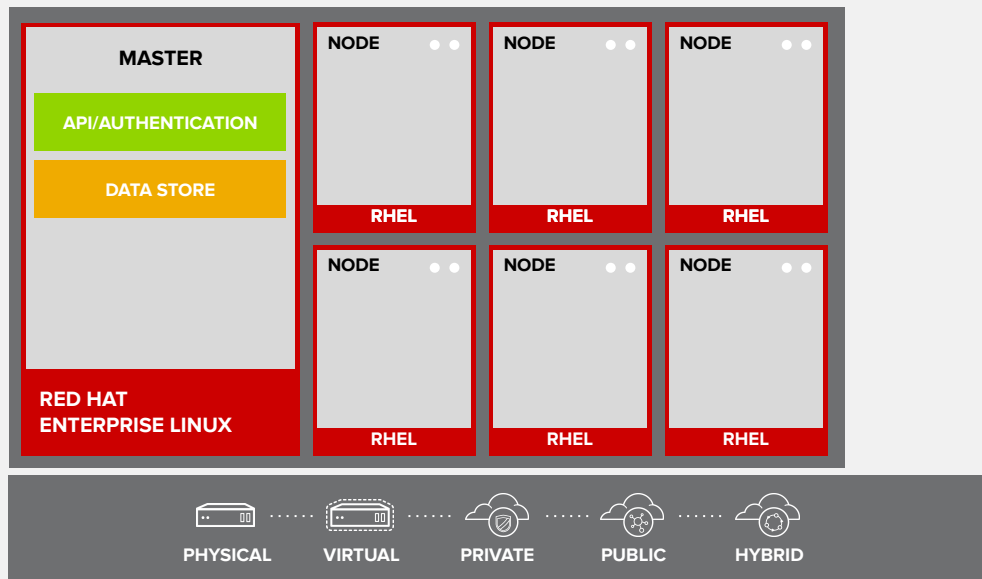 MASTER
API/AUTHENTICATION
DATA STORE
RED HAT
ENTERPRISE LINUX
NODE
RHEL
NODE
RHEL
NODE
RHEL
NODE
RHEL
NODE
RHEL
NODE
RHEL
PHYSICAL
VIRTUAL
PRIVATE
PUBLIC
HYBRID